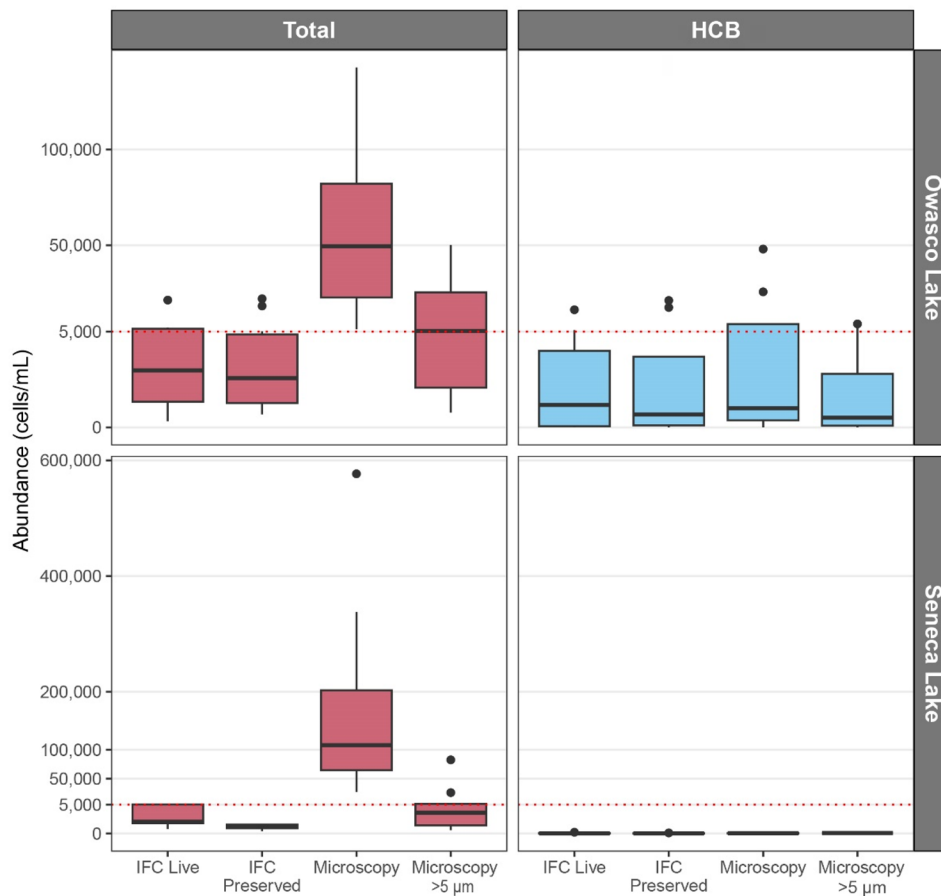 Total
HCB
Abundance (cells/mL)
100,000
50,000
5,000
0
Owasco Lake
600,000
400,000
200,000
100,000
50,000
5,000
0
Seneca Lake
IFC Live
IFC
Preserved
Microscopy
Microscopy
>5 µm
IFC Live
IFC
Preserved
Microscopy
Microscopy
>5 µm